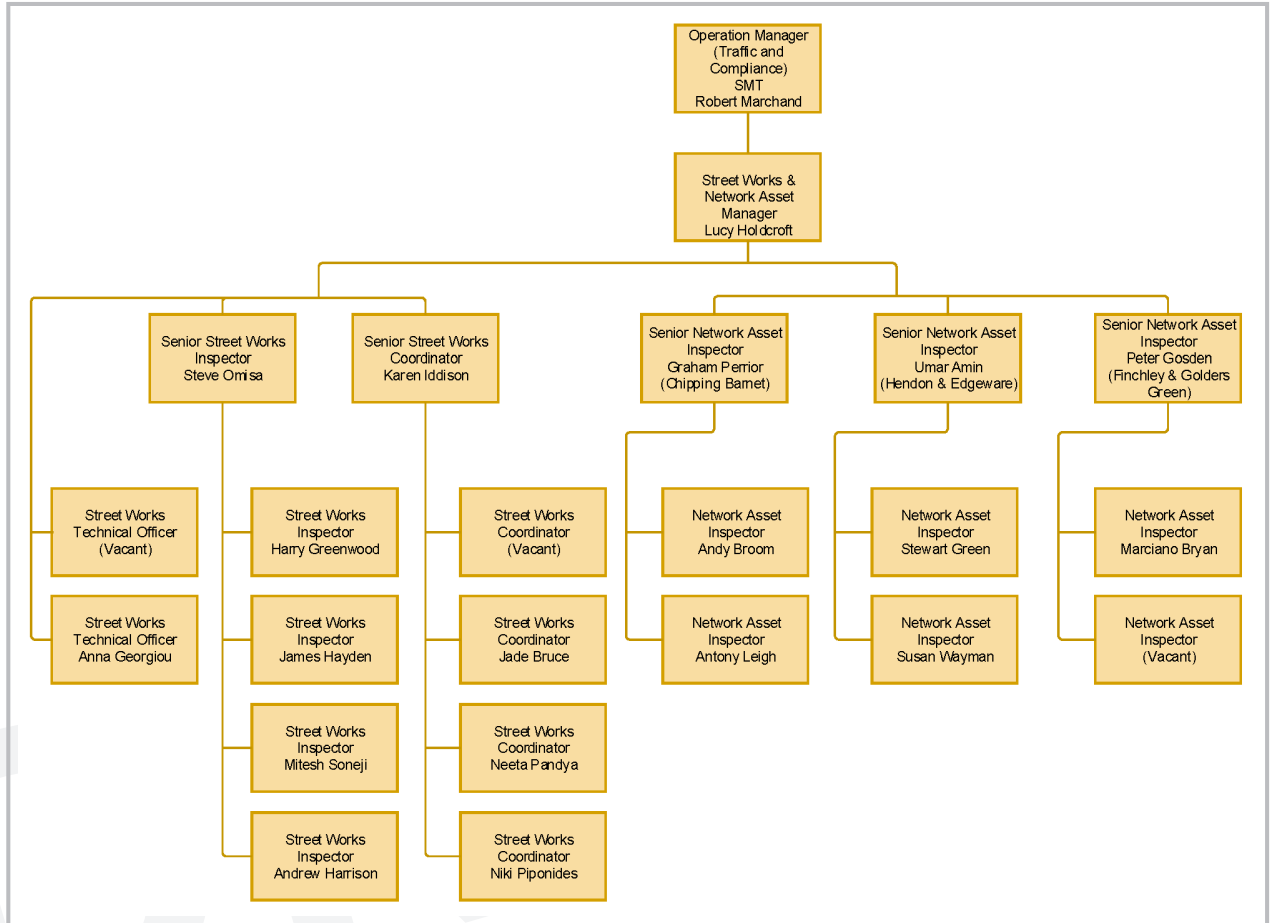 Operation Manager
(Traffic and
Compliance)
SMT
Robert Marchand
Street Works &
Network Asset
Manager
Lucy Holdcroft
Senior Street Works
Inspector
Steve Omisa
Senior Street Works
Coordinator
Karen Iddison
Senior Network Asset
Inspector
Graham Perrior
(Chipping Barnet)
Senior Network Asset
Inspector
Umar Amin
(Hendon & Edgeware)
Senior Network Asset
Inspector
Peter Gosden
(Finchley & Golders
Green)
Street Works
Technical Officer
(Vacant)
Street Works
Inspector
Harry Greenwood
Street Works
Coordinator
(Vacant)
Network Asset
Inspector
Andy Broom
Network Asset
Inspector
Stewart Green
Network Asset
Inspector
Marciano Bryan
Street Works
Technical Officer
Anna Georgiou
Street Works
Inspector
James Hayden
Street Works
Coordinator
Jade Bruce
Network Asset
Inspector
Antony Leigh
Network Asset
Inspector
Susan Wayman
Network Asset
Inspector
(Vacant)
Street Works
Inspector
Mitesh Soneji
Street Works
Coordinator
Neeta Pandya
Street Works
Inspector
Andrew Harrison
Street Works
Coordinator
Niki Piponides